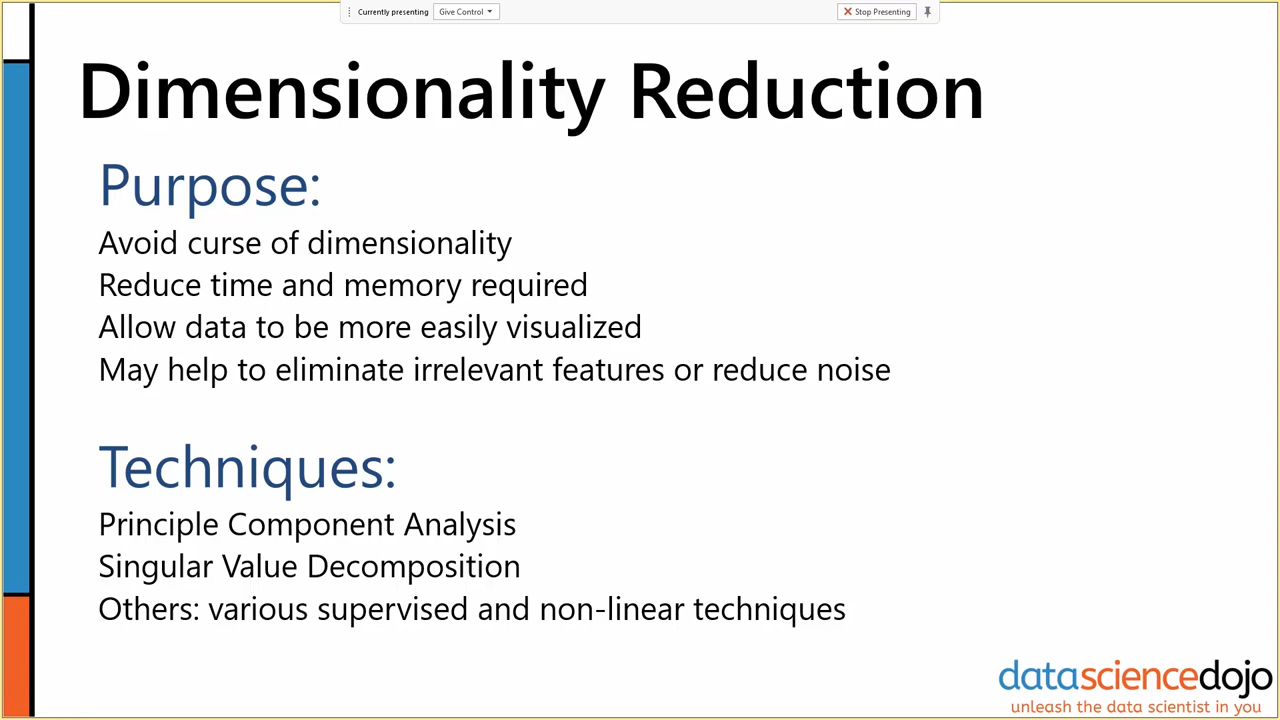 Currently presenting Give Control Stop Presenting
Dimensionality Reduction
Purpose:
Avoid curse of dimensionality
Reduce time and memory required
Allow data to be more easily visualized
May help to eliminate irrelevant features or reduce noise
Techniques:
Principle Component Analysis
Singular Value Decomposition
Others: various supervised and non-linear techniques
datasciencedojo
unleash the data scientist in you